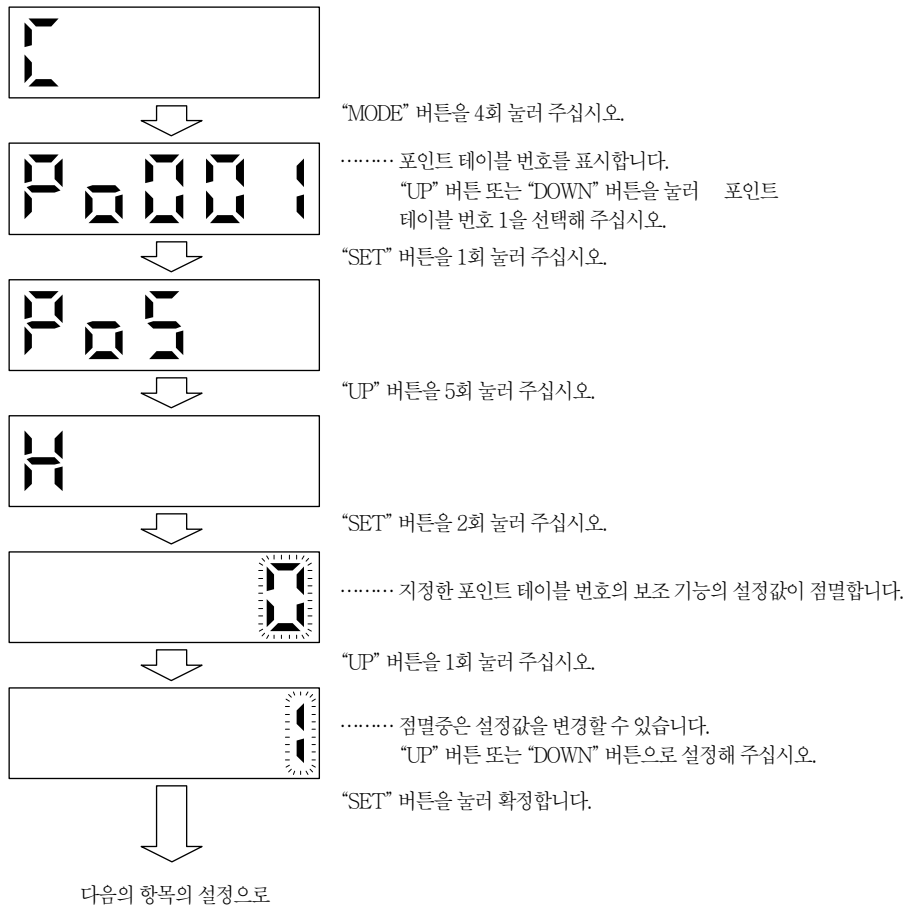 C
“MODE” 버튼을 4회 눌러 주십시오.
Po001
……… 포인트 테이블 번호를 표시합니다.
“UP” 버튼 또는 “DOWN” 버튼을 눌러 포인트
테이블 번호 1을 선택해 주십시오.
“SET” 버튼을 1회 눌러 주십시오.
PoS
“UP” 버튼을 5회 눌러 주십시오.
H
“SET” 버튼을 2회 눌러 주십시오.
0
……… 지정한 포인트 테이블 번호의 보조 기능의 설정값이 점멸합니다.
“UP” 버튼을 1회 눌러 주십시오.
1
……… 점멸중은 설정값을 변경할 수 있습니다.
“UP” 버튼 또는 “DOWN” 버튼으로 설정해 주십시오.
“SET” 버튼을 눌러 확정합니다.
다음의 항목의 설정으로